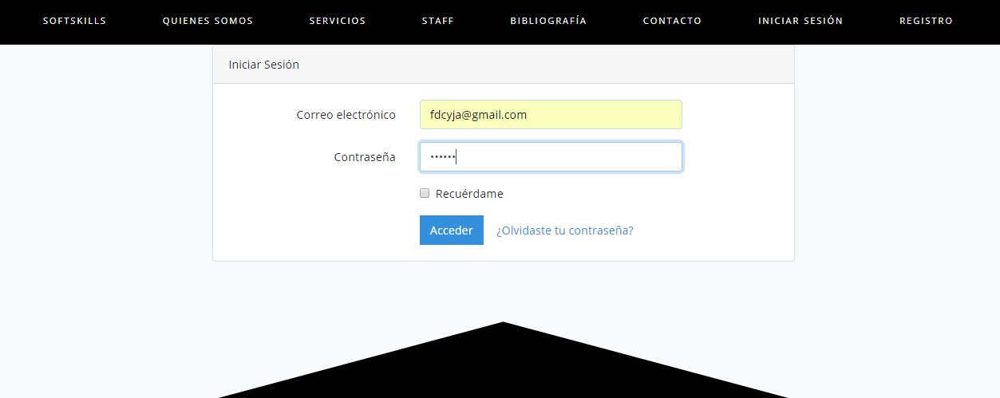 SOFTSKILLS QUIENES SOMOS SERVICIOS STAFF BIBLIOGRAFÍA CONTACTO INICIAR SESIÓN REGISTRO
Iniciar Sesión
Correo electrónico fdcyja@gmail.com
Contraseña ••••••
Recuérdame
Acceder ¿Olvidaste tu contraseña?